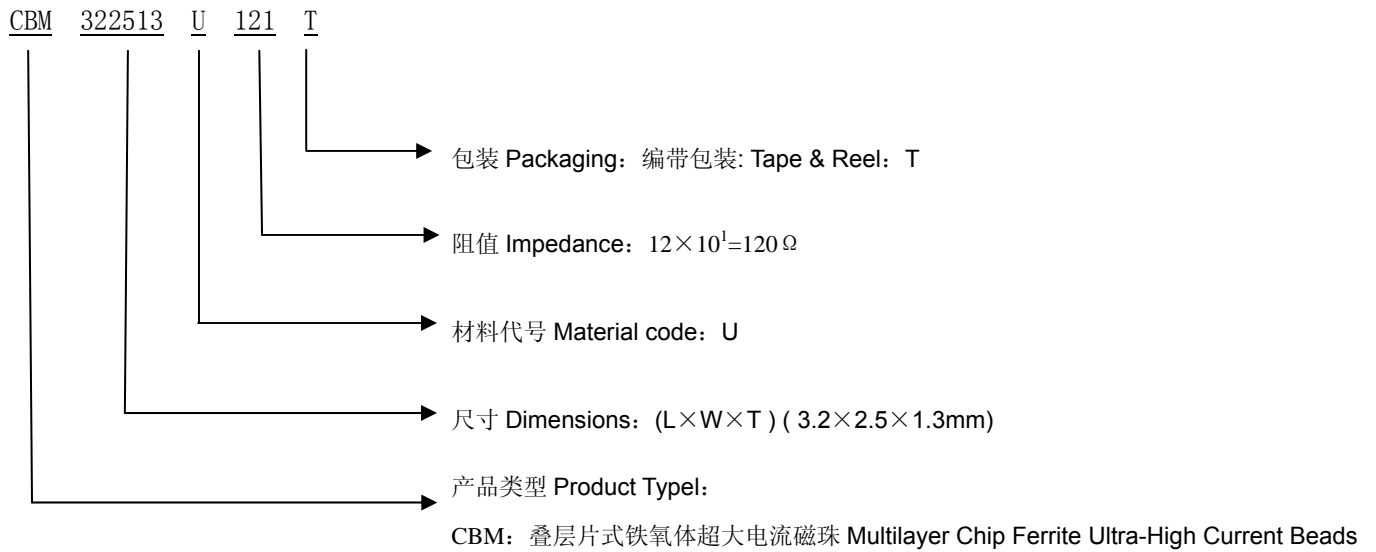 CBM 322513 U 121 T
包装 Packaging：编带包装: Tape & Reel：T
阻值 Impedance：12×10¹=120Ω
材料代号 Material code：U
尺寸 Dimensions：(L×W×T ) ( 3.2×2.5×1.3mm)
产品类型 Product Typel：
CBM：叠层片式铁氧体超大电流磁珠 Multilayer Chip Ferrite Ultra-High Current Beads